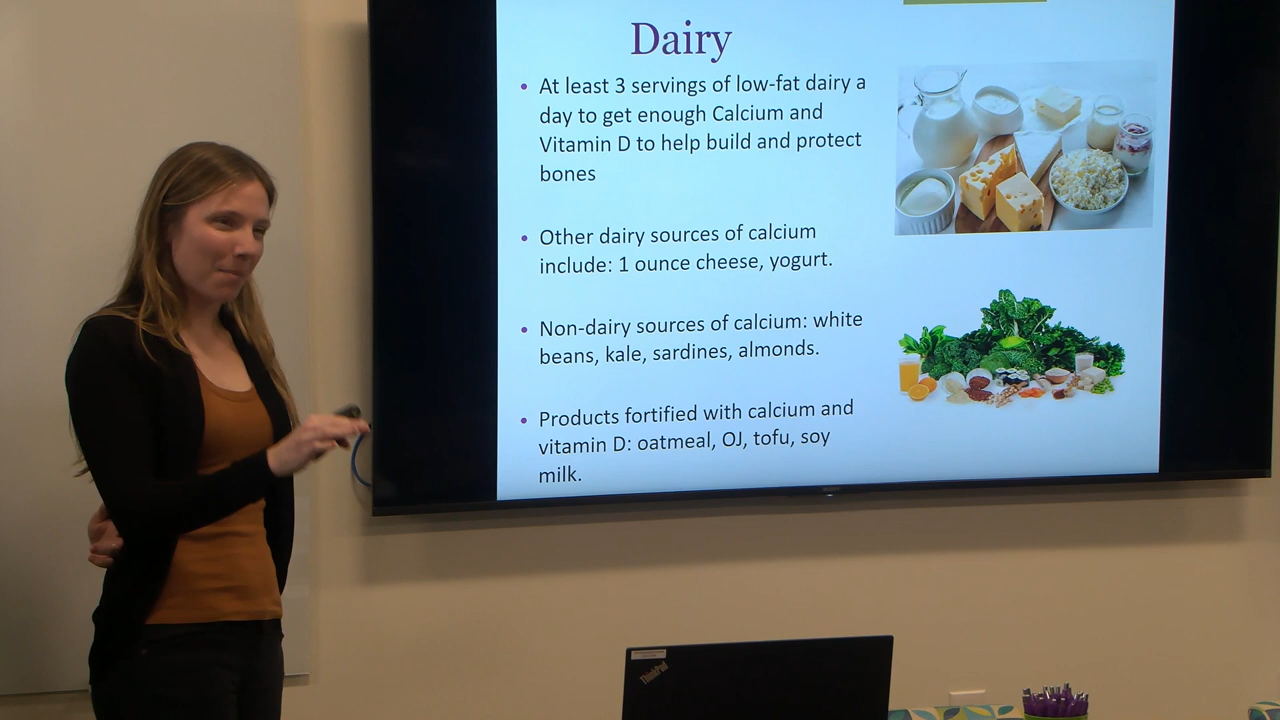 Dairy
• At least 3 servings of low-fat dairy a
day to get enough Calcium and
Vitamin D to help build and protect
bones
• Other dairy sources of calcium
include: 1 ounce cheese, yogurt.
• Non-dairy sources of calcium: white
beans, kale, sardines, almonds.
• Products fortified with calcium and
vitamin D: oatmeal, OJ, tofu, soy
milk.
ThinkPad